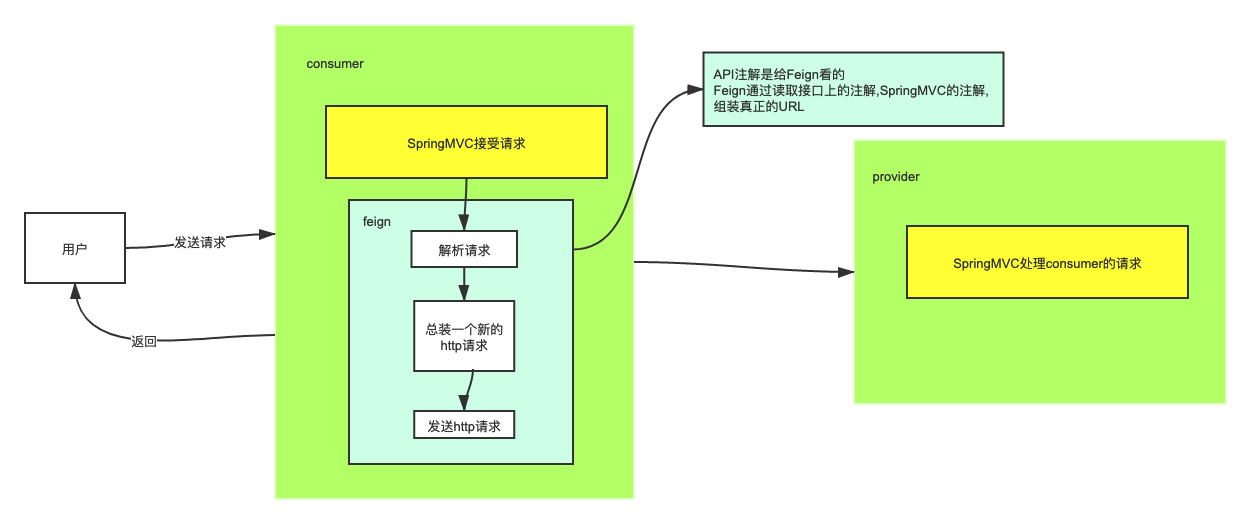 consumer
SpringMVC接受请求
feign
解析请求
总装一个新的
http请求
发送http请求
用户
发送请求
返回
API注解是给Feign看的
Feign通过读取接口上的注解,SpringMVC的注解,
组装真正的URL
provider
SpringMVC处理consumer的请求